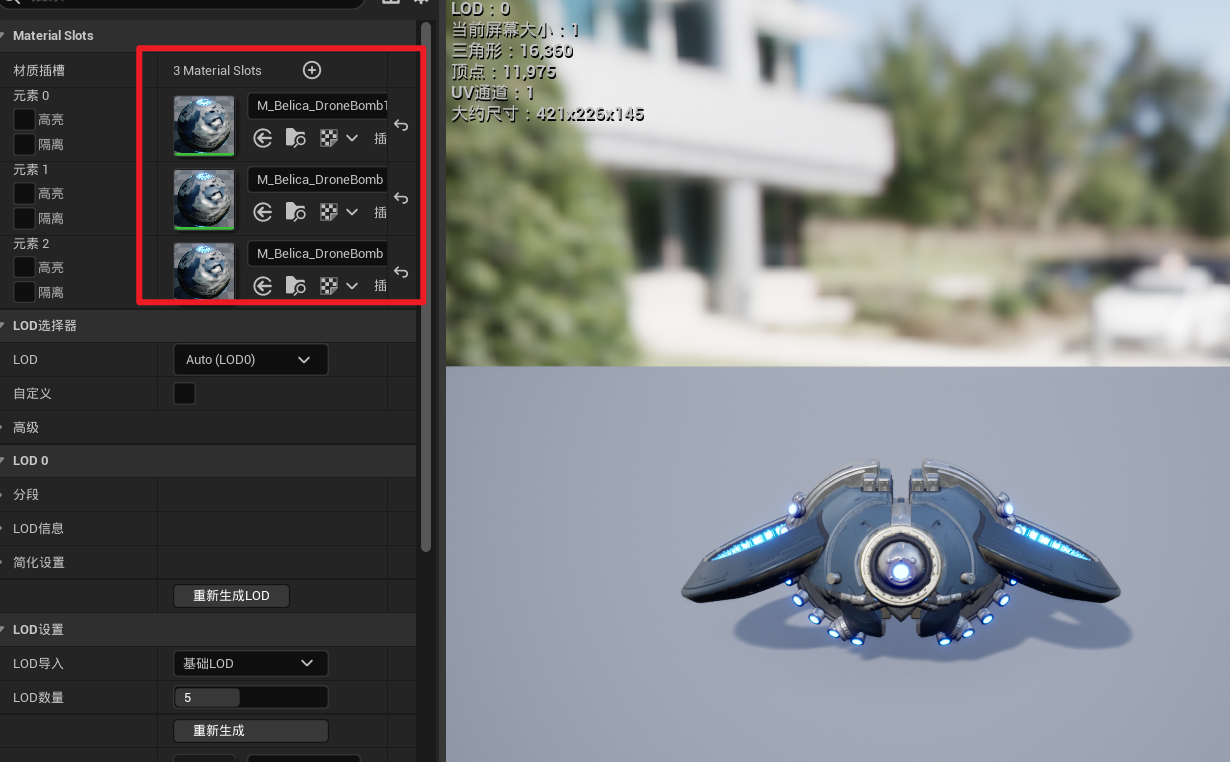 Material Slots
材质插槽
3 Material Slots
元素 0
高亮
隔离
M_Belica_DroneBomb1
插
元素 1
高亮
隔离
M_Belica_DroneBomb
插
元素 2
高亮
隔离
M_Belica_DroneBomb
插
LOD选择器
LOD
Auto (LOD0)
自定义
高级
LOD 0
分段
LOD信息
简化设置
重新生成LOD
LOD设置
LOD导入
基础LOD
LOD数量
5
重新生成
LOD：0
当前屏幕大小：1
三角形：16,360
顶点：11,975
UV通道：1
大约尺寸：421x226x145